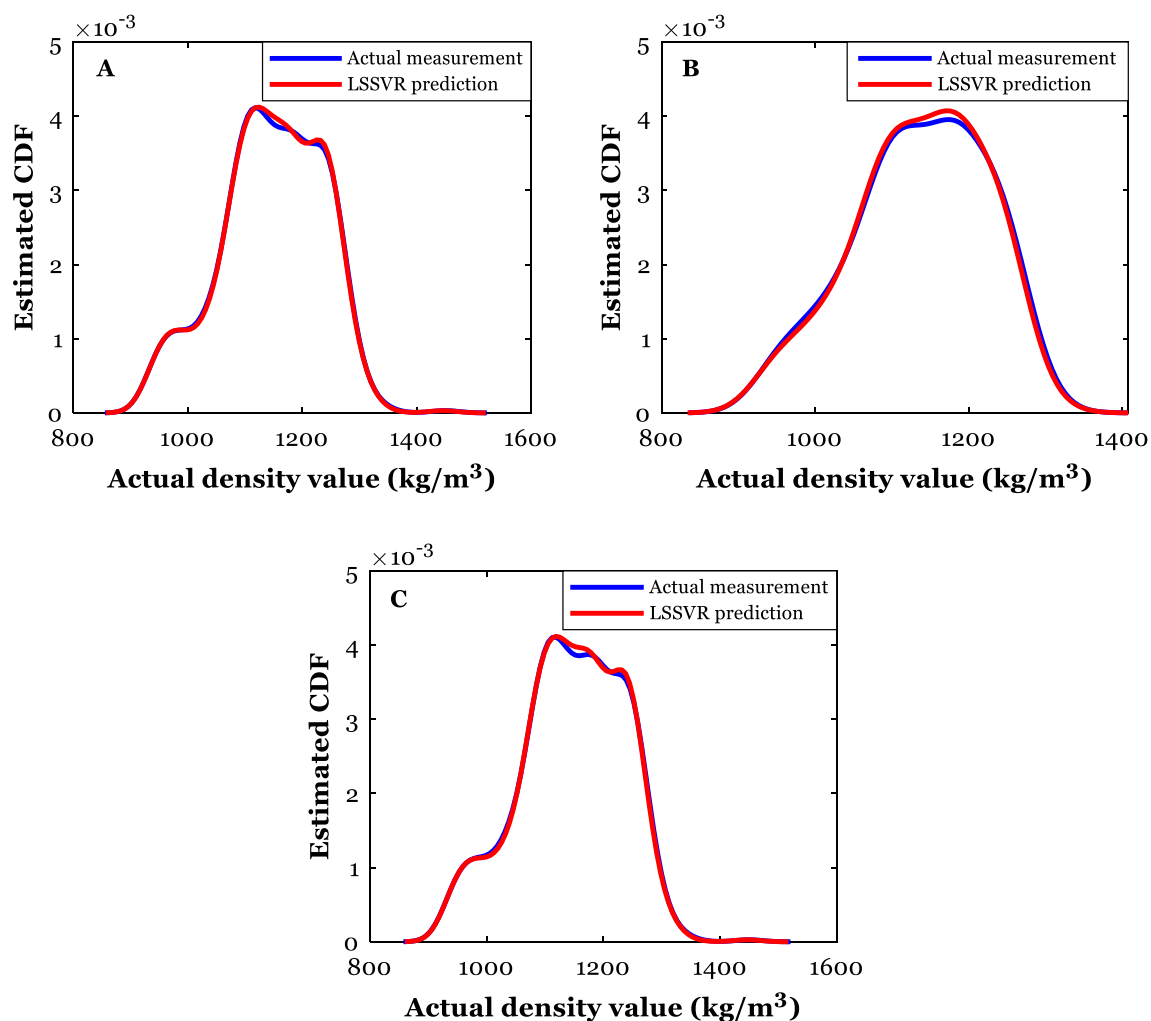 ×10⁻³
A
Actual measurement
LSSVR prediction
Estimated CDF
5
4
3
2
1
0
800 1000 1200 1400 1600
Actual density value (kg/m³)
×10⁻³
B
Actual measurement
LSSVR prediction
Estimated CDF
5
4
3
2
1
0
800 1000 1200 1400
Actual density value (kg/m³)
×10⁻³
C
Actual measurement
LSSVR prediction
Estimated CDF
5
4
3
2
1
0
800 1000 1200 1400 1600
Actual density value (kg/m³)